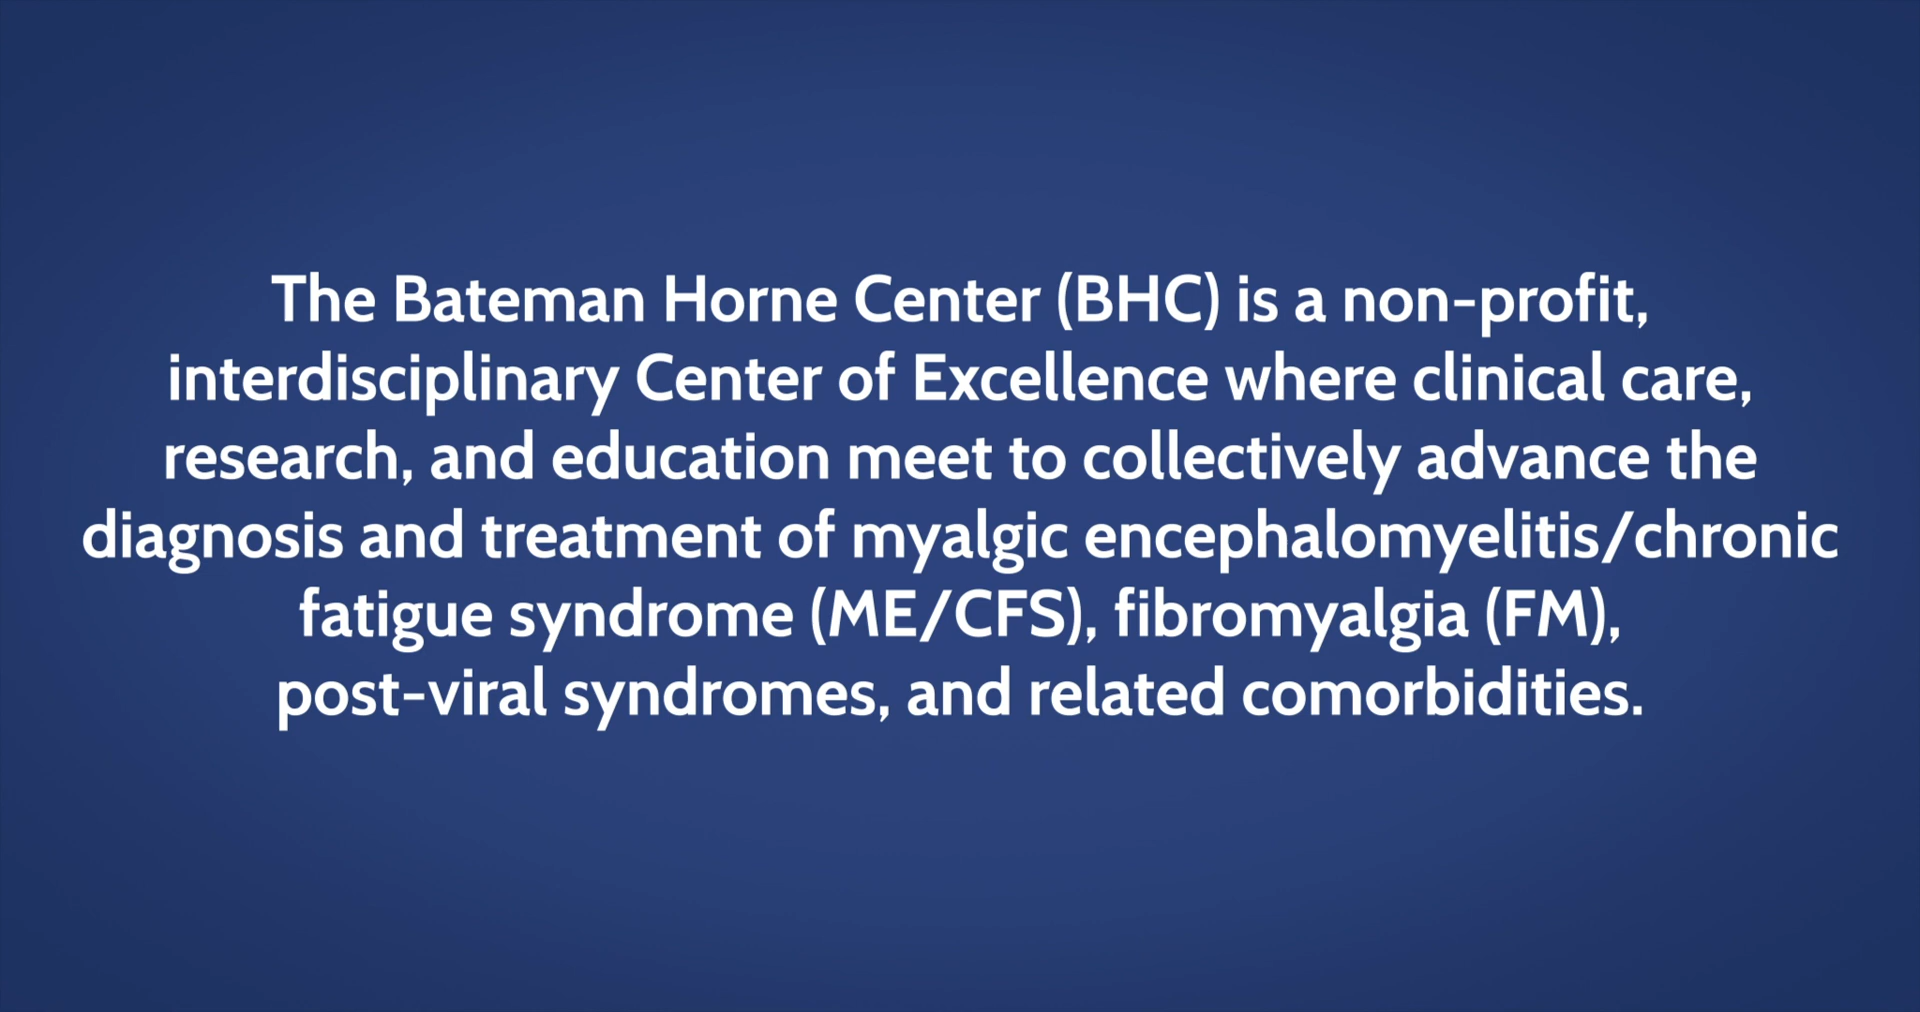 The Bateman Horne Center (BHC) is a non-profit,
interdisciplinary Center of Excellence where clinical care,
research, and education meet to collectively advance the
diagnosis and treatment of myalgic encephalomyelitis/chronic
fatigue syndrome (ME/CFS), fibromyalgia (FM),
post-viral syndromes, and related comorbidities.